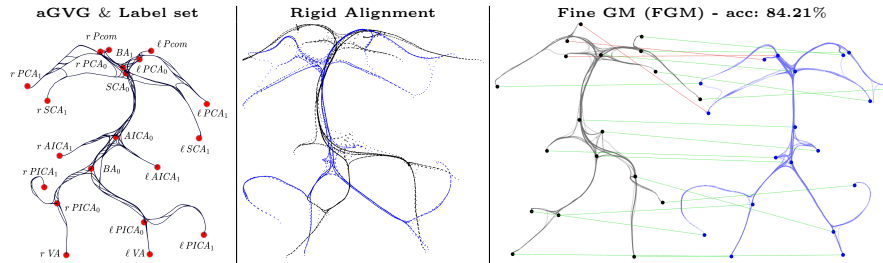 aGVG & Label set
Rigid Alignment
Fine GM (FGM) - acc: 84.21%
r Pcom
BA₁
ℓ Pcom
r PCA₀
ℓ PCA₀
r PCA₁
SCA₀
r SCA₁
ℓ PCA₁
AICA₀
ℓ SCA₁
r AICA₁
BA₀
r PICA₁
ℓ AICA₁
r PICA₀
ℓ PICA₀
ℓ PICA₁
r VA
ℓ VA